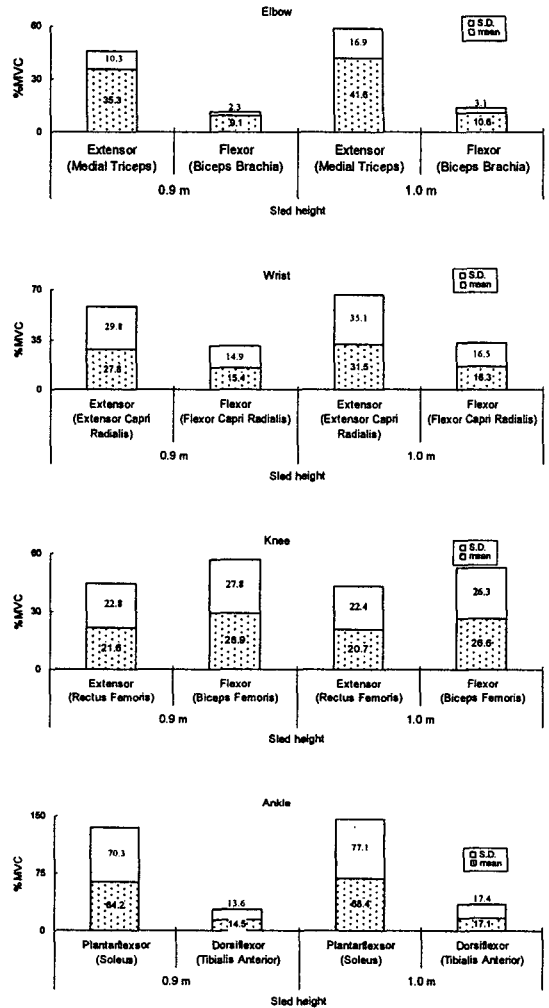 Elbow
S.D.
mean
%MVC
60
30
0
10.3
35.3
2.3
9.1
16.9
41.6
3.1
10.6
Extensor Flexor Extensor Flexor
(Medial Triceps) (Biceps Brachia) (Medial Triceps) (Biceps Brachia)
0.9 m 1.0 m
Sled height
Wrist
S.D.
mean
%MVC
70
35
0
29.8
27.8
14.9
15.4
35.1
31.5
16.5
16.3
Extensor Flexor Extensor Flexor
(Extensor Capri (Flexor Capri Radialis) (Extensor Capri (Flexor Capri Radialis)
Radialis) Radialis)
0.9 m 1.0 m
Sled height
Knee
S.D.
mean
%MVC
60
30
0
22.8
21.6
27.8
28.9
22.4
20.7
26.3
26.6
Extensor Flexor Extensor Flexor
(Rectus Femoris) (Biceps Femoris) (Rectus Femoris) (Biceps Femoris)
0.9 m 1.0 m
Sled height
Ankle
S.D.
mean
%MVC
150
75
0
70.3
64.2
13.6
14.5
77.1
68.4
17.4
17.1
Plantarflexsor Dorsiflexor Plantarflexsor Dorsiflexor
(Soleus) (Tibialis Anterior) (Soleus) (Tibialis Anterior)
0.9 m 1.0 m
Sled height